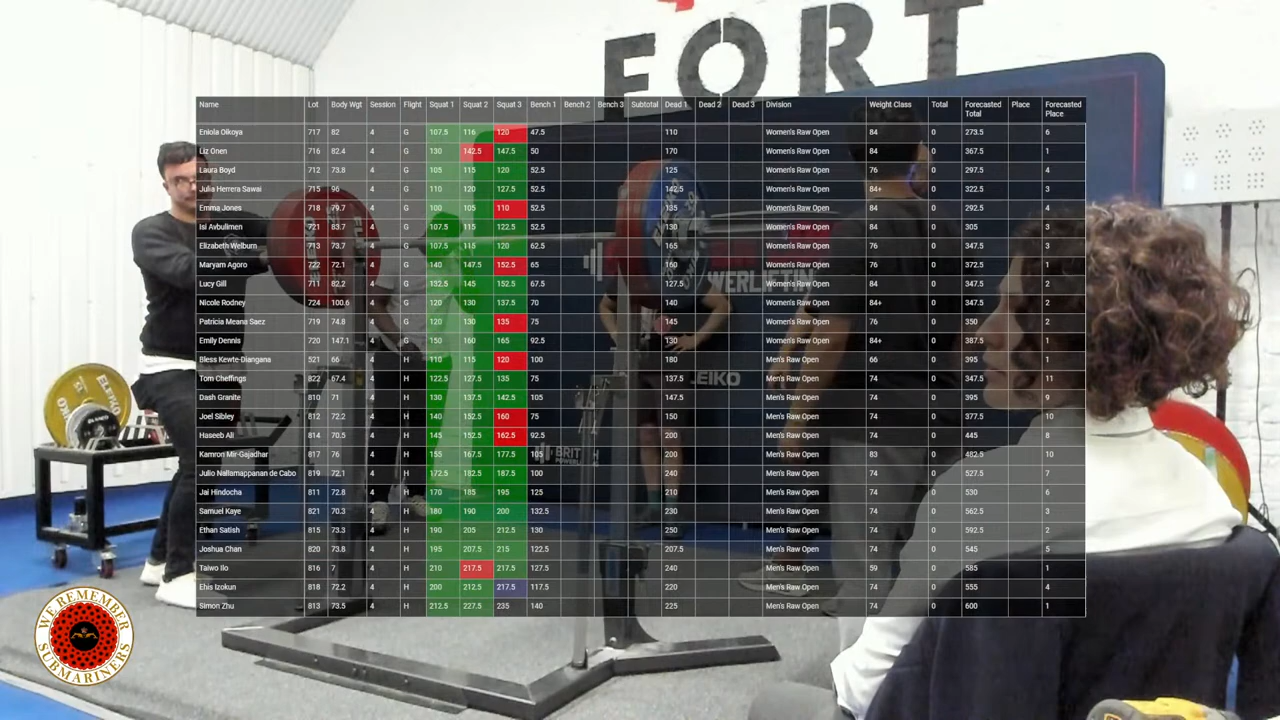 FORT
Name Lot Body Wgt Session Flight Squat 1 Squat 2 Squat 3 Bench 1 Bench 2 Bench 3 Subtotal Dead 1 Dead 2 Dead 3 Division Weight Class Total Forecasted Total Place Forecasted Place
Eniola Oikoya 717 82 4 G 107.5 116 120 47.5 110 Women's Raw Open 84 0 273.5 6
Liz Onen 716 82.4 4 G 130 142.5 147.5 50 170 Women's Raw Open 84 0 367.5 1
Laura Boyd 712 73.8 4 G 105 115 120 52.5 125 Women's Raw Open 76 0 297.5 4
Julia Herrera Sawai 715 96 4 G 110 120 127.5 52.5 142.5 Women's Raw Open 84+ 0 322.5 3
Emma Jones 718 79.7 4 G 100 105 110 52.5 135 Women's Raw Open 84 0 292.5 4
Isi Avbulimen 721 83.7 4 G 107.5 115 122.5 52.5 130 Women's Raw Open 84 0 305 3
Elizabeth Welburn 713 73.7 4 G 107.5 115 120 62.5 165 Women's Raw Open 76 0 347.5 3
Maryam Agoro 722 72.1 4 G 140 147.5 152.5 65 160 Women's Raw Open 76 0 372.5 1
Lucy Gill 711 82.2 4 G 132.5 145 152.5 67.5 127.5 Women's Raw Open 84 0 347.5 2
Nicole Rodney 724 100.6 4 G 120 130 137.5 70 140 Women's Raw Open 84+ 0 347.5 2
Patricia Meana Saez 719 74.8 4 G 120 130 135 75 145 Women's Raw Open 76 0 350 2
Emily Dennis 720 147.1 4 G 150 160 165 92.5 130 Women's Raw Open 84+ 0 387.5 1
Bless Kewte-Diangana 521 66 4 H 110 115 120 100 180 Men's Raw Open 66 0 395 1
Tom Cheffings 822 67.4 4 H 122.5 127.5 135 75 137.5 Men's Raw Open 74 0 347.5 11
Dash Granite 810 71 4 H 130 137.5 142.5 105 147.5 Men's Raw Open 74 0 395 9
Joel Sibley 812 72.2 4 H 140 152.5 160 75 150 Men's Raw Open 74 0 377.5 10
Haseeb Ali 814 70.5 4 H 145 152.5 162.5 92.5 200 Men's Raw Open 74 0 445 8
Kamron Mir-Gajadhar 817 76 4 H 155 167.5 177.5 105 200 Men's Raw Open 83 0 482.5 10
Julio Nallamappanan de Cabo 819 72.1 4 H 172.5 182.5 187.5 100 240 Men's Raw Open 74 0 527.5 7
Jai Hindocha 811 72.8 4 H 170 185 195 125 210 Men's Raw Open 74 0 530 6
Samuel Kaye 821 70.3 4 H 180 190 200 132.5 230 Men's Raw Open 74 0 562.5 3
Ethan Satish 815 73.3 4 H 190 205 212.5 130 250 Men's Raw Open 74 0 592.5 2
Joshua Chan 820 73.8 4 H 195 207.5 215 122.5 207.5 Men's Raw Open 74 0 545 5
Taiwo Ilo 816 7 4 H 210 217.5 217.5 127.5 240 Men's Raw Open 59 0 585 1
Ehis Izokun 818 72.2 4 H 200 212.5 217.5 117.5 220 Men's Raw Open 74 0 555 4
Simon Zhu 813 73.5 4 H 212.5 227.5 235 140 225 Men's Raw Open 74 0 600 1
WERLIFTIN
LEIKO
BRIT
ELEIKO
WE REMEMBER
SUBMARINERS